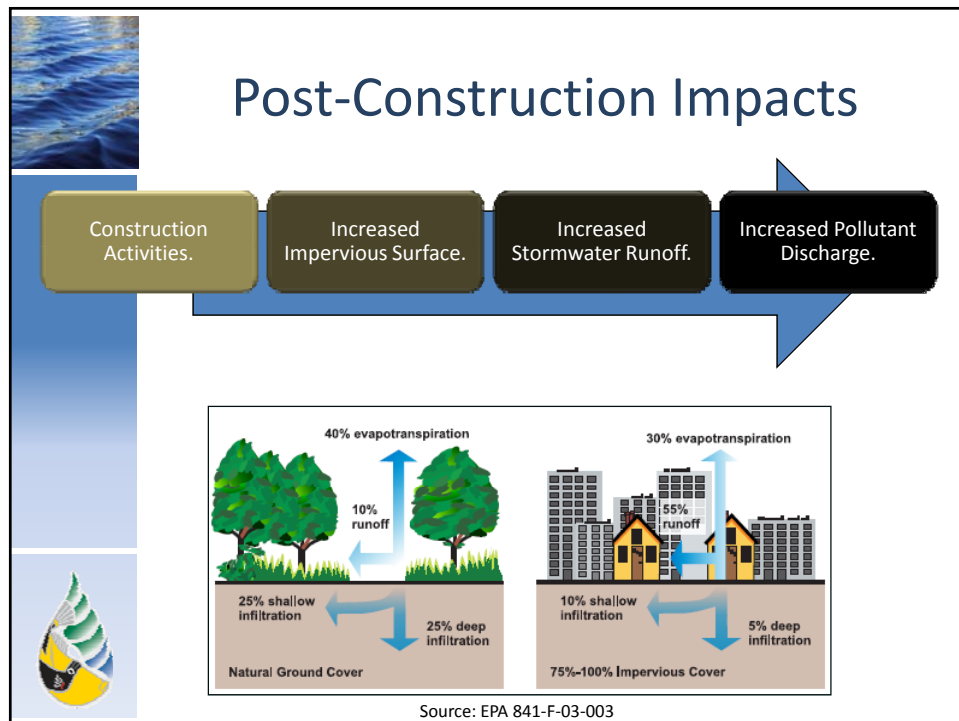 Post-Construction Impacts
Construction
Activities.
Increased
Impervious Surface.
Increased
Stormwater Runoff.
Increased Pollutant
Discharge.
40% evapotranspiration
10%
runoff
25% shallow
infiltration
25% deep
infiltration
Natural Ground Cover
30% evapotranspiration
55%
runoff
10% shallow
infiltration
5% deep
infiltration
75%-100% Impervious Cover
Source: EPA 841-F-03-003